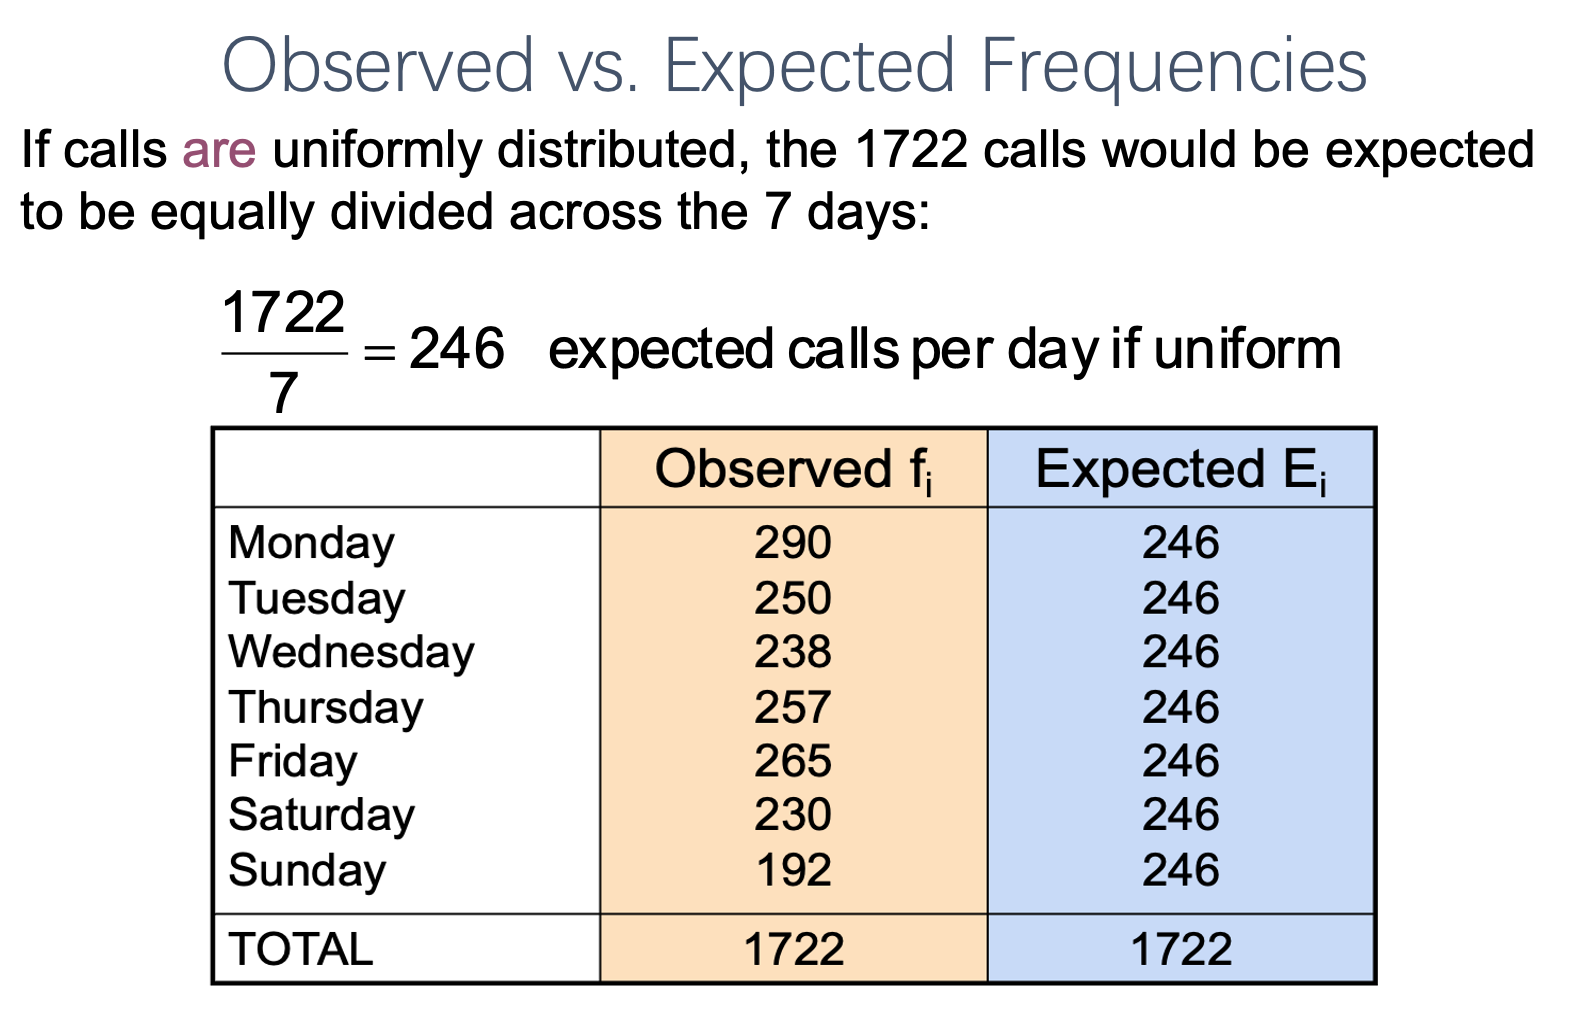 Observed vs. Expected Frequencies
If calls are uniformly distributed, the 1722 calls would be expected
to be equally divided across the 7 days:
1722
7
= 246 expected calls per day if uniform
Observed fi Expected Ei
Monday 290 246
Tuesday 250 246
Wednesday 238 246
Thursday 257 246
Friday 265 246
Saturday 230 246
Sunday 192 246
TOTAL 1722 1722